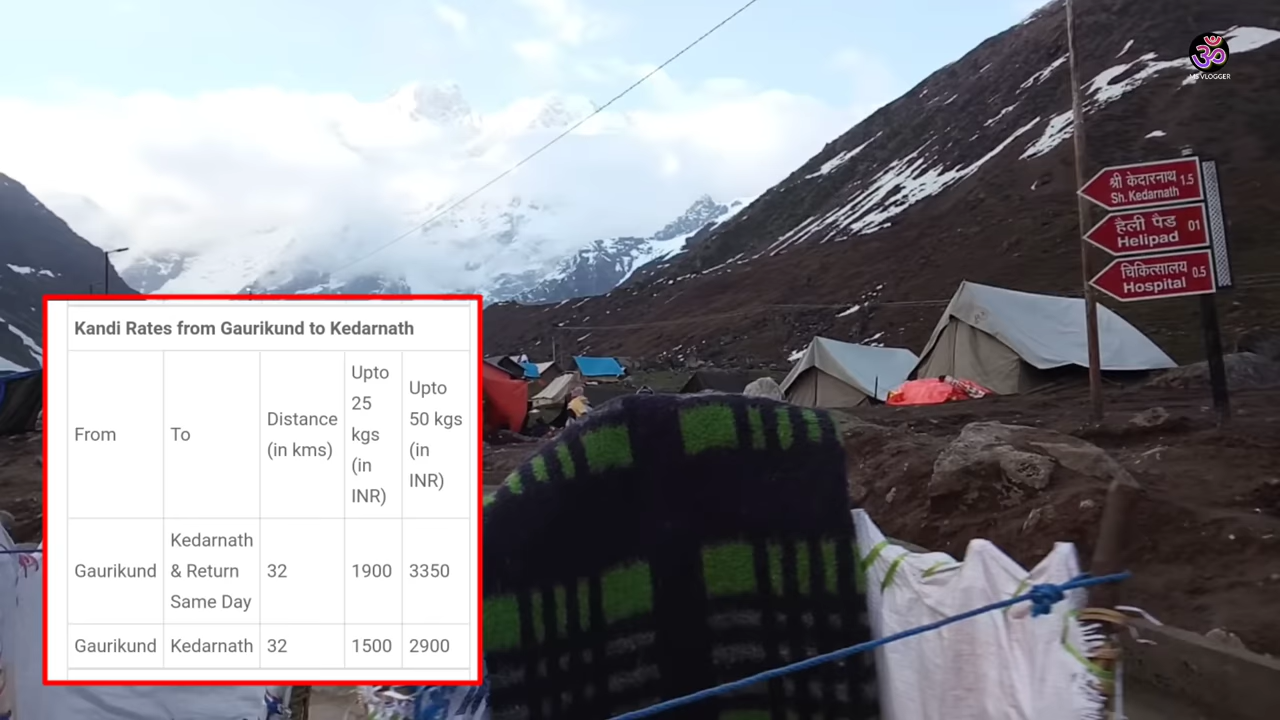 MS VLOGGER
श्री केदारनाथ 1.5
Sh. Kedarnath
हैली पैड 01
Helipad
चिकित्सालय 0.5
Hospital
Kandi Rates from Gaurikund to Kedarnath
From To Distance (in kms) Upto 25 kgs (in INR) Upto 50 kgs (in INR)
Gaurikund Kedarnath & Return Same Day 32 1900 3350
Gaurikund Kedarnath 32 1500 2900